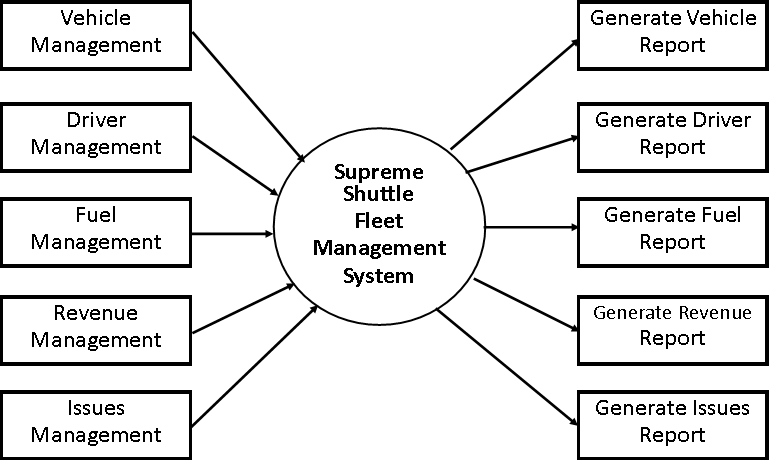 Vehicle
Management
Driver
Management
Fuel
Management
Revenue
Management
Issues
Management
Supreme
Shuttle
Fleet
Management
System
Generate Vehicle
Report
Generate Driver
Report
Generate Fuel
Report
Generate Revenue
Report
Generate Issues
Report